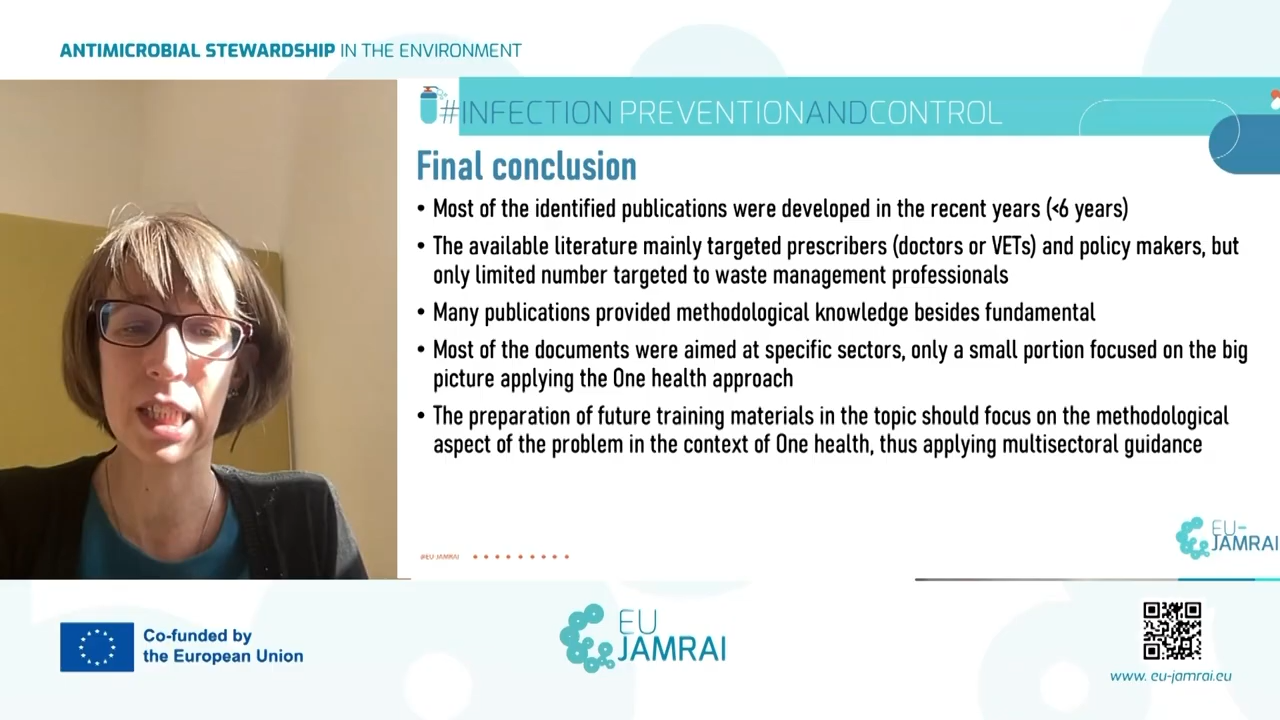 ANTIMICROBIAL STEWARDSHIP IN THE ENVIRONMENT
#INFECTION PREVENTIONANDCONTROL
Final conclusion
• Most of the identified publications were developed in the recent years (<6 years)
• The available literature mainly targeted prescribers (doctors or VETs) and policy makers, but
only limited number targeted to waste management professionals
• Many publications provided methodological knowledge besides fundamental
• Most of the documents were aimed at specific sectors, only a small portion focused on the big
picture applying the One health approach
• The preparation of future training materials in the topic should focus on the methodological
aspect of the problem in the context of One health, thus applying multisectoral guidance
#EU-JAMRAI
EU-
JAMRAI
Co-funded by
the European Union
EU
JAMRAI
www. eu-jamrai.eu